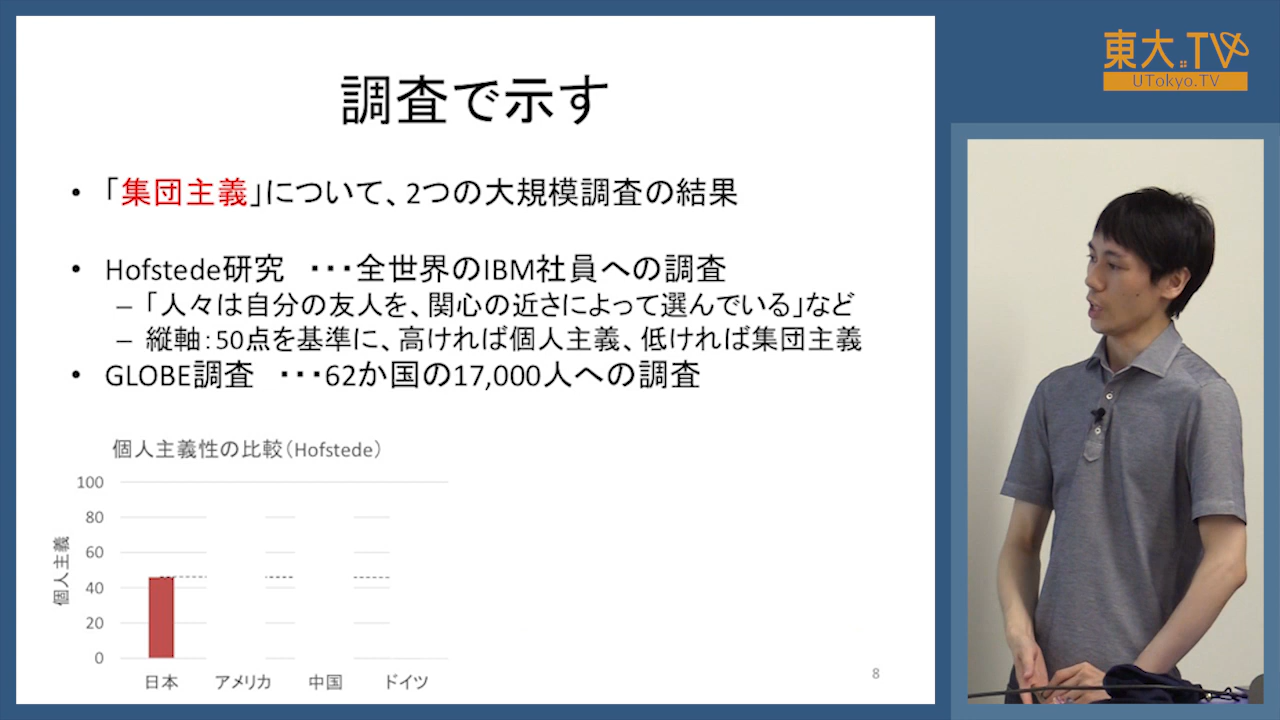 調査で示す
• 「集団主義」について、2つの大規模調査の結果
• Hofstede研究 ・・・全世界のIBM社員への調査
– 「人々は自分の友人を、関心の近さによって選んでいる」など
– 縦軸：50点を基準に、高ければ個人主義、低ければ集団主義
• GLOBE調査 ・・・62か国の17,000人への調査
個人主義性の比較（Hofstede）
個人主義
100
80
60
40
20
0
日本 アメリカ 中国 ドイツ
8
東大.TV
UTokyo.TV